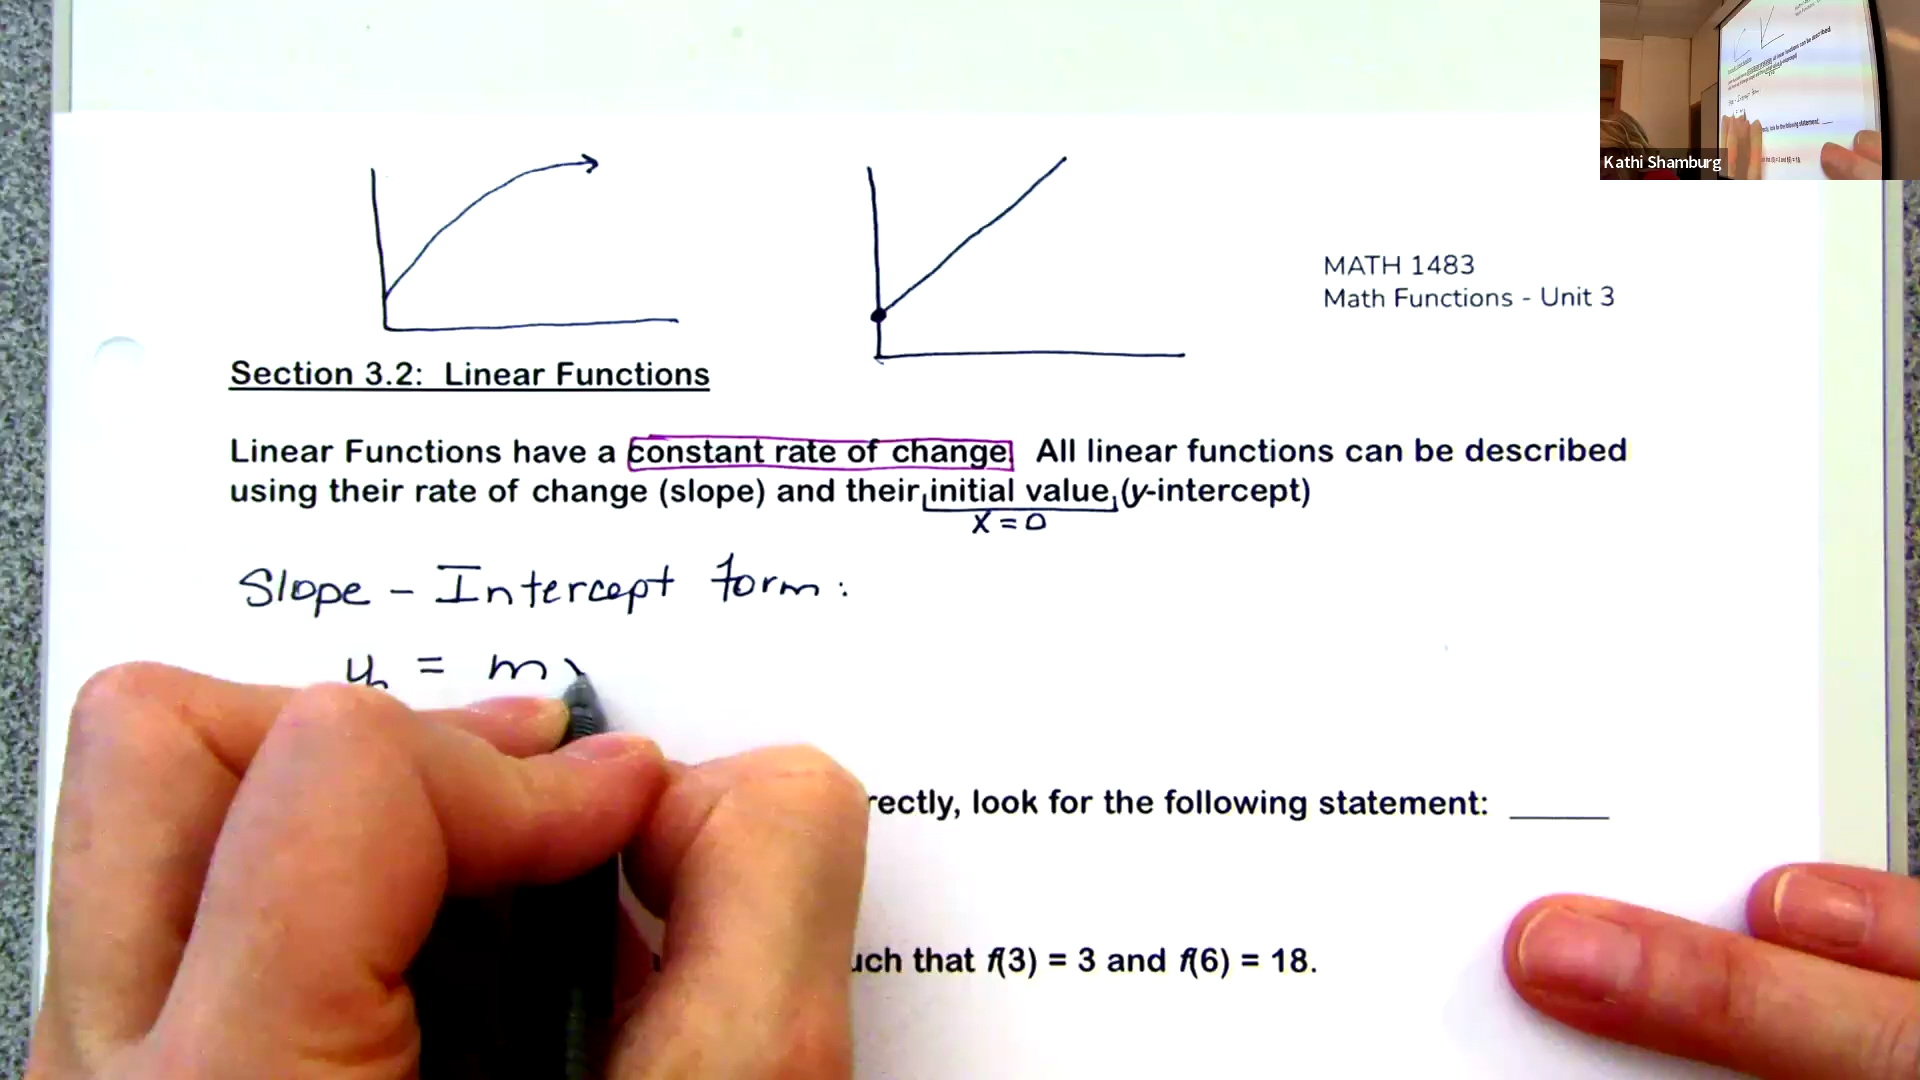 Kathi Shamburg
MATH 1483
Math Functions - Unit 3
Section 3.2: Linear Functions
Linear Functions have a constant rate of change. All linear functions can be described
using their rate of change (slope) and their initial value (y-intercept)
x = 0
Slope - Intercept form:
y = m
rectly, look for the following statement: ______
uch that f(3) = 3 and f(6) = 18.